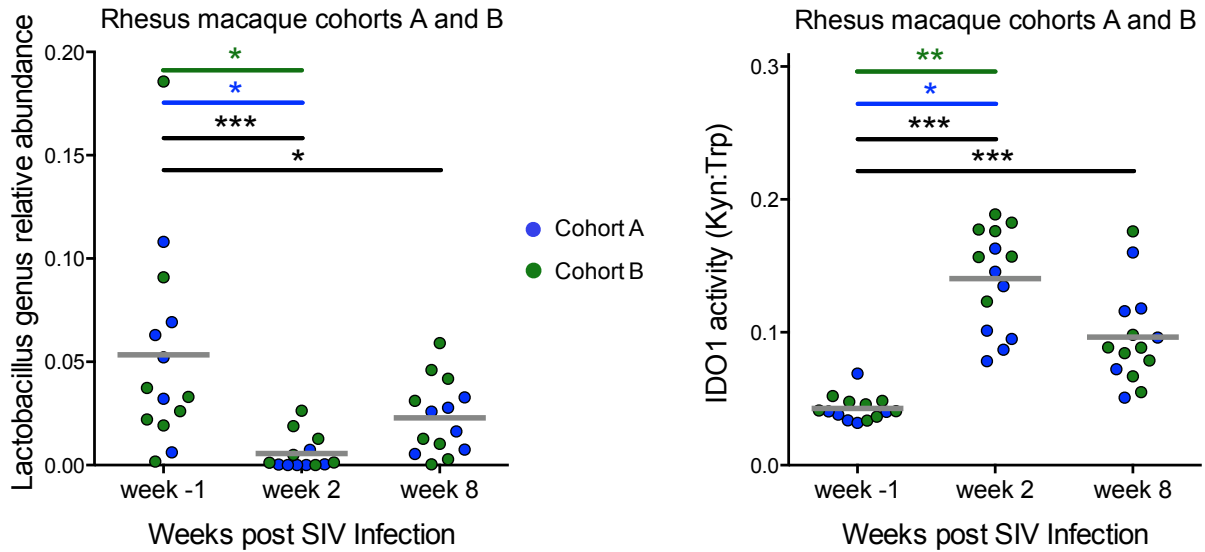 Rhesus macaque cohorts A and B
Lactobacillus genus relative abundance
0.20
0.15
0.10
0.05
0.00
*
*
***
*
week -1
week 2
week 8
Weeks post SIV Infection
Cohort A
Cohort B
Rhesus macaque cohorts A and B
IDO1 activity (Kyn:Trp)
0.3
0.2
0.1
0.0
**
*
***
***
week -1
week 2
week 8
Weeks post SIV Infection